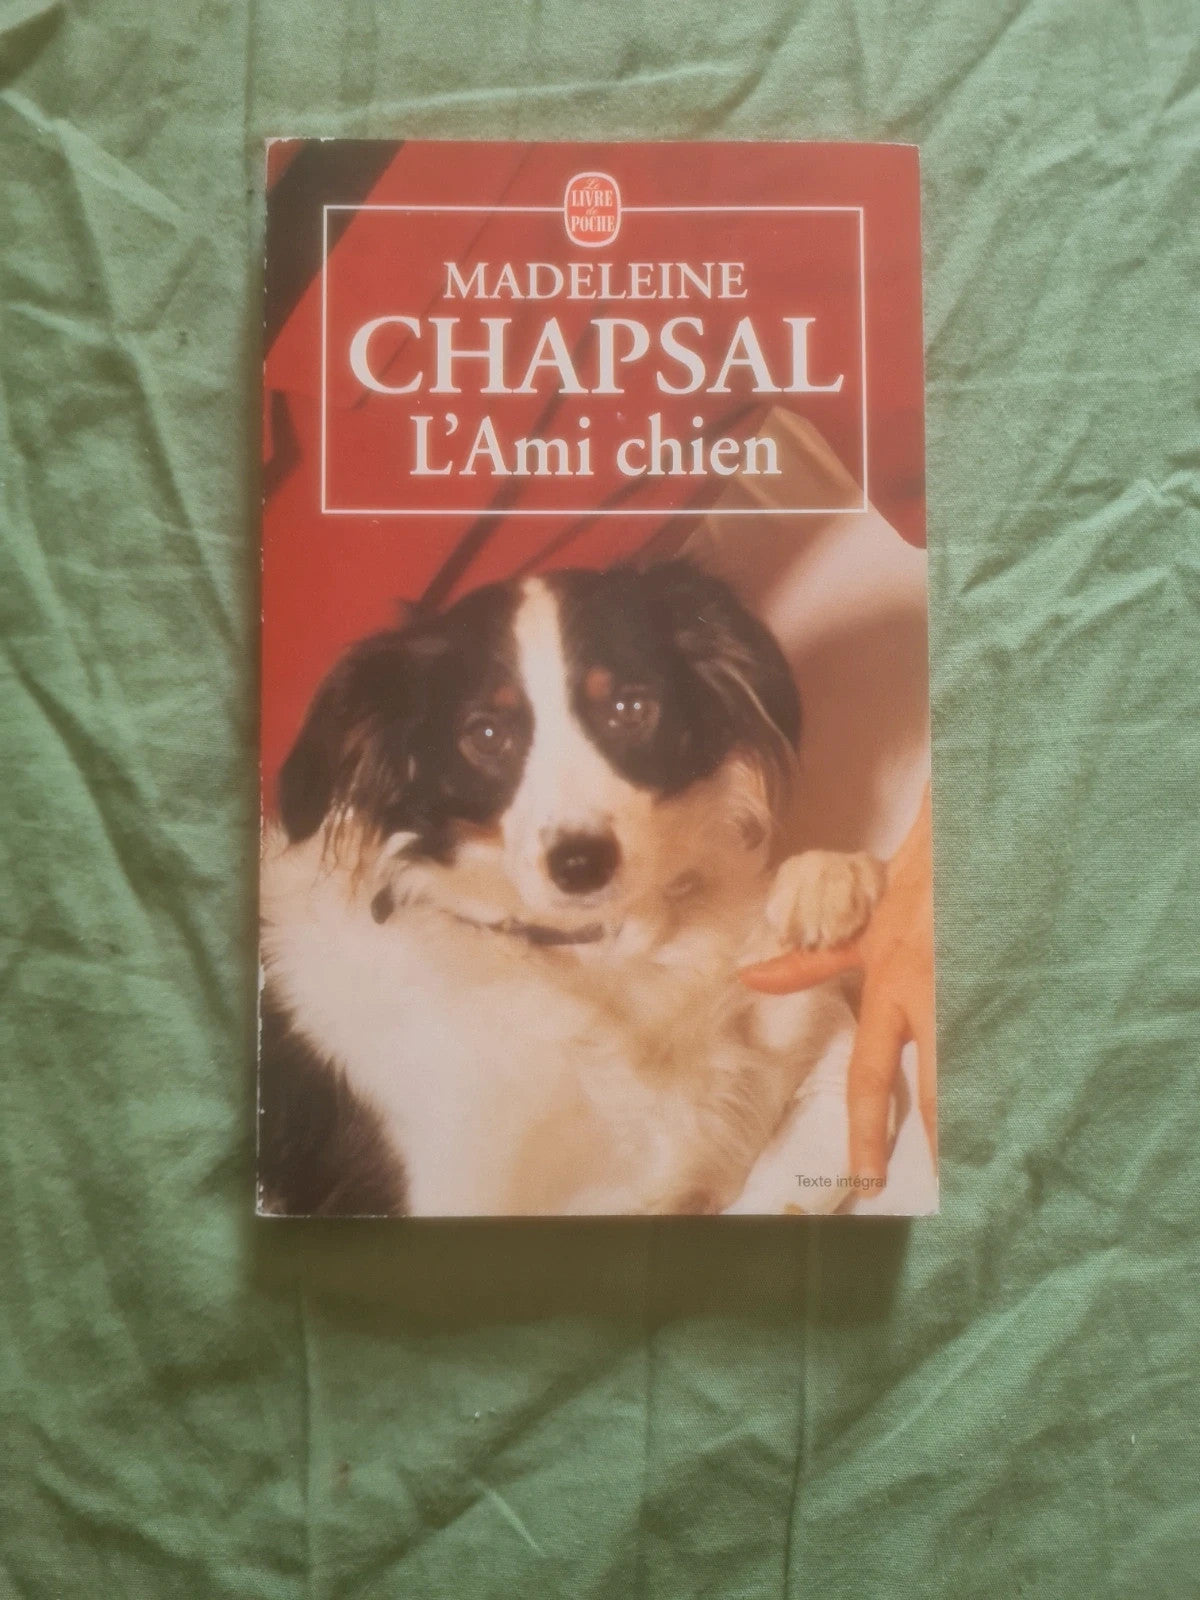 Le
LIVRE
de
POCHE
MADELEINE
CHAPSAL
L'Ami chien
Texte intégral